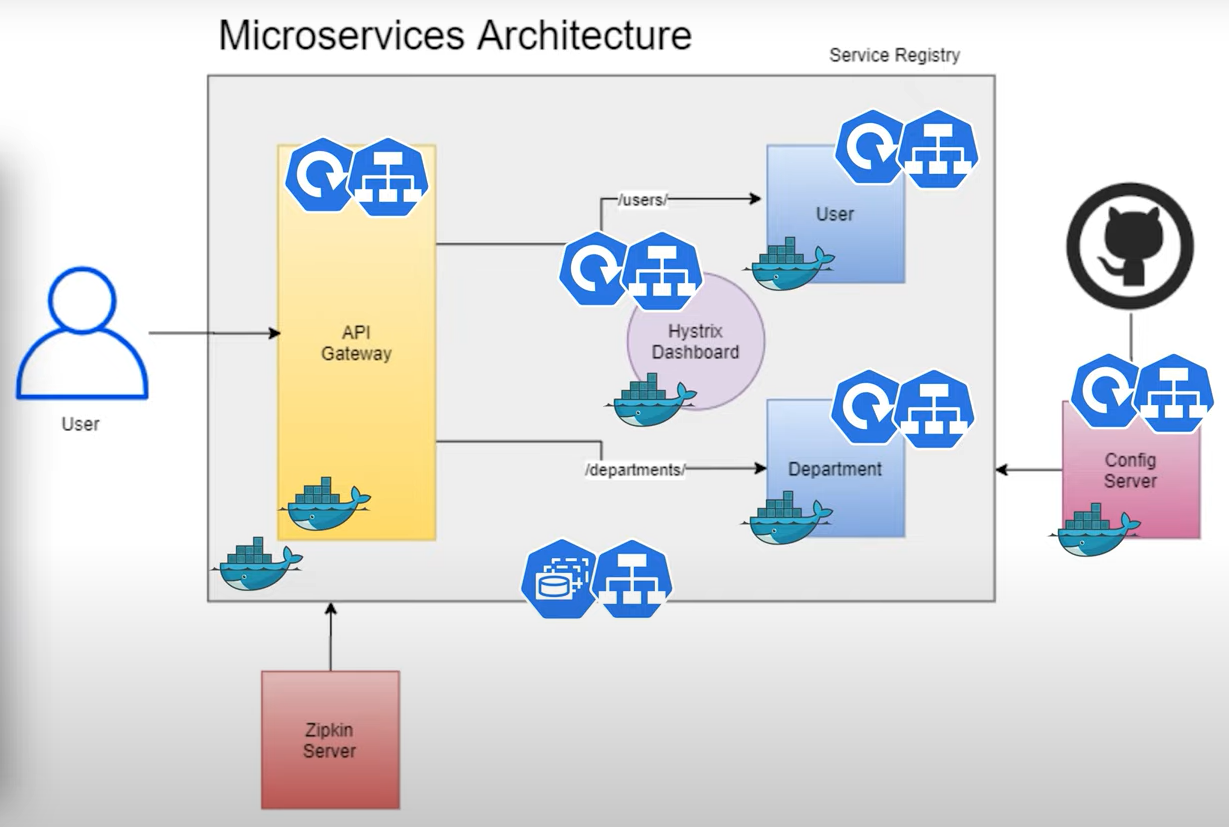 Microservices Architecture
Service Registry
/users/
User
API
Gateway
Hystrix
Dashboard
User
/departments/
Department
Config
Server
Zipkin
Server